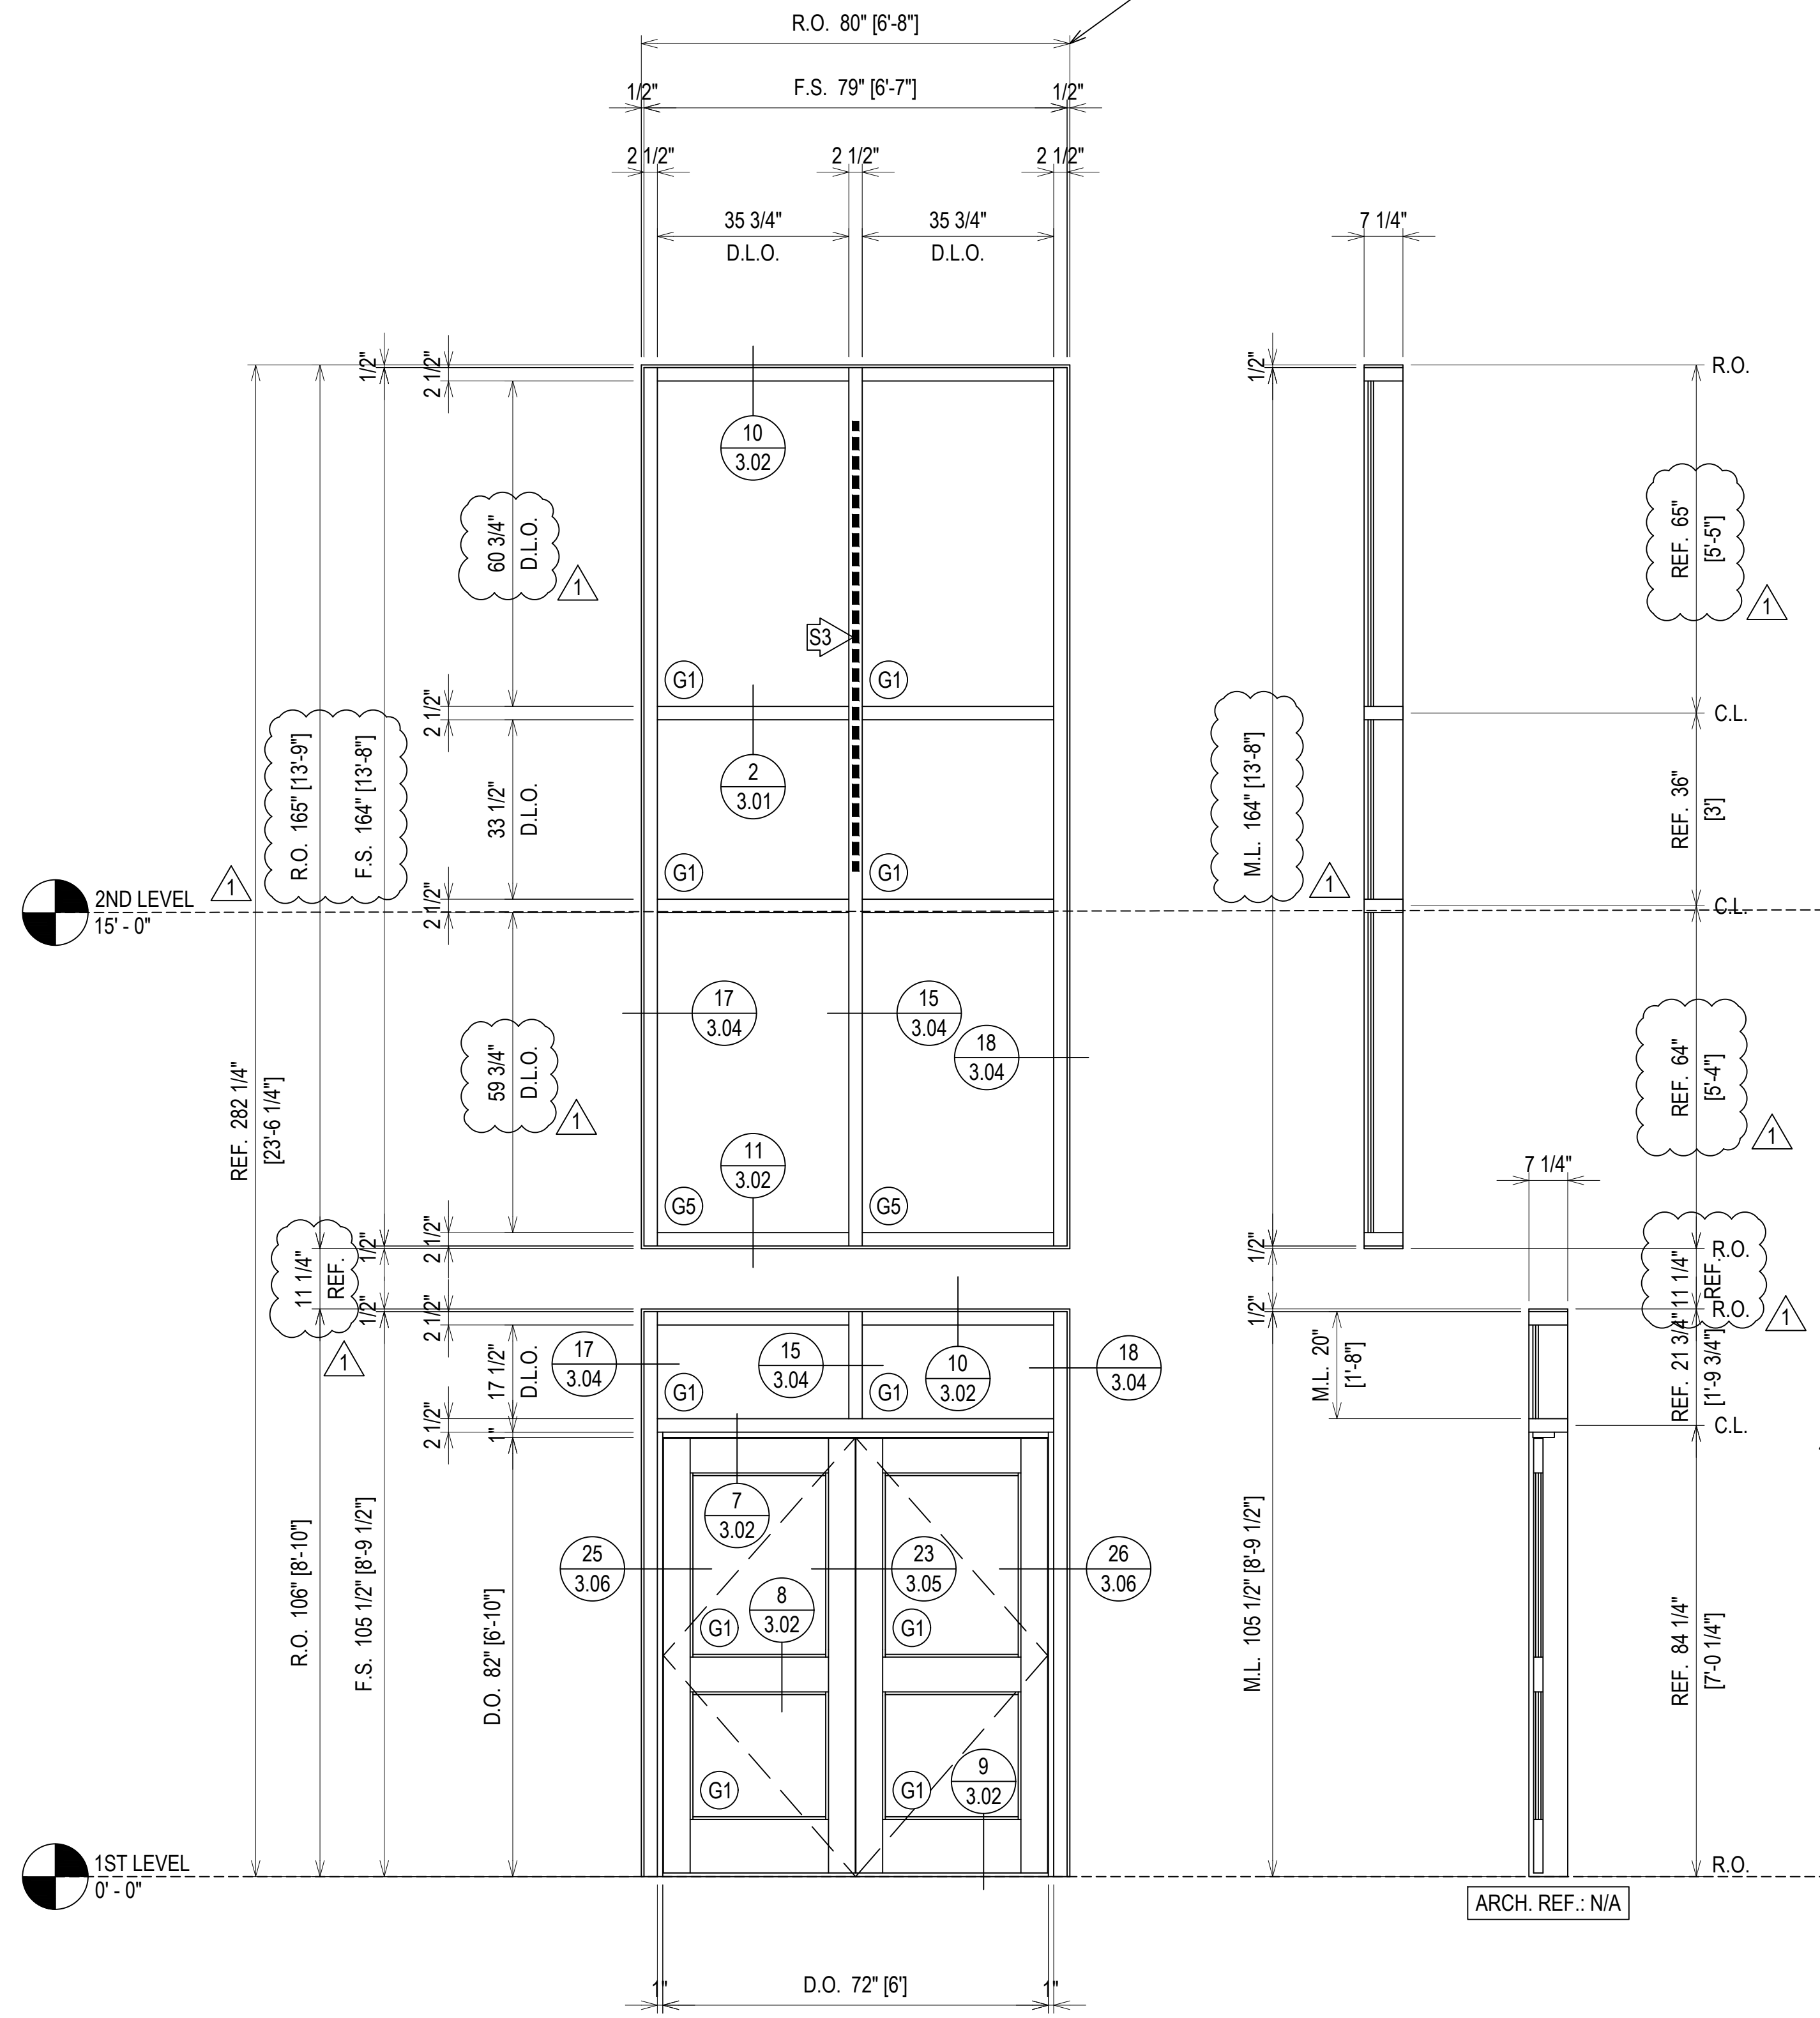 R.O. 80" [6'-8"]
F.S. 79" [6'-7"]
1/2"
1/2"
2 1/2"
2 1/2"
2 1/2"
35 3/4"
D.L.O.
35 3/4"
D.L.O.
7 1/4"
1/2"
2 1/2"
1/2"
R.O.
10
3.02
60 3/4"
D.L.O.
1
REF. 65"
[5'-5"]
1
S3
G1
G1
2 1/2"
C.L.
R.O. 165" [13'-9"]
F.S. 164" [13'-8"]
1
2
3.01
33 1/2"
D.L.O.
M.L. 164" [13'-8"]
1
REF. 36"
[3']
G1
G1
2ND LEVEL
15' - 0"
2 1/2"
C.L.
17
3.04
15
3.04
18
3.04
59 3/4"
D.L.O.
1
REF. 64"
[5'-4"]
1
REF. 282 1/4"
[23'-6 1/4"]
11
3.02
G5
G5
7 1/4"
1/2"
2 1/2"
1/2"
R.O.
11 1/4"
REF.
1
11 1/4"
REF.
1
1/2"
2 1/2"
1/2"
R.O.
17
3.04
15
3.04
10
3.02
18
3.04
17 1/2"
D.L.O.
G1
G1
M.L. 20"
[1'-8"]
REF. 21 3/4"
[1'-9 3/4"]
2 1/2"
1"
C.L.
7
3.02
25
3.06
23
3.05
26
3.06
8
3.02
G1
G1
R.O. 106" [8'-10"]
F.S. 105 1/2" [8'-9 1/2"]
D.O. 82" [6'-10"]
M.L. 105 1/2" [8'-9 1/2"]
REF. 84 1/4"
[7'-0 1/4"]
G1
G1
9
3.02
1ST LEVEL
0' - 0"
R.O.
ARCH. REF.: N/A
1"
D.O. 72" [6']
1"